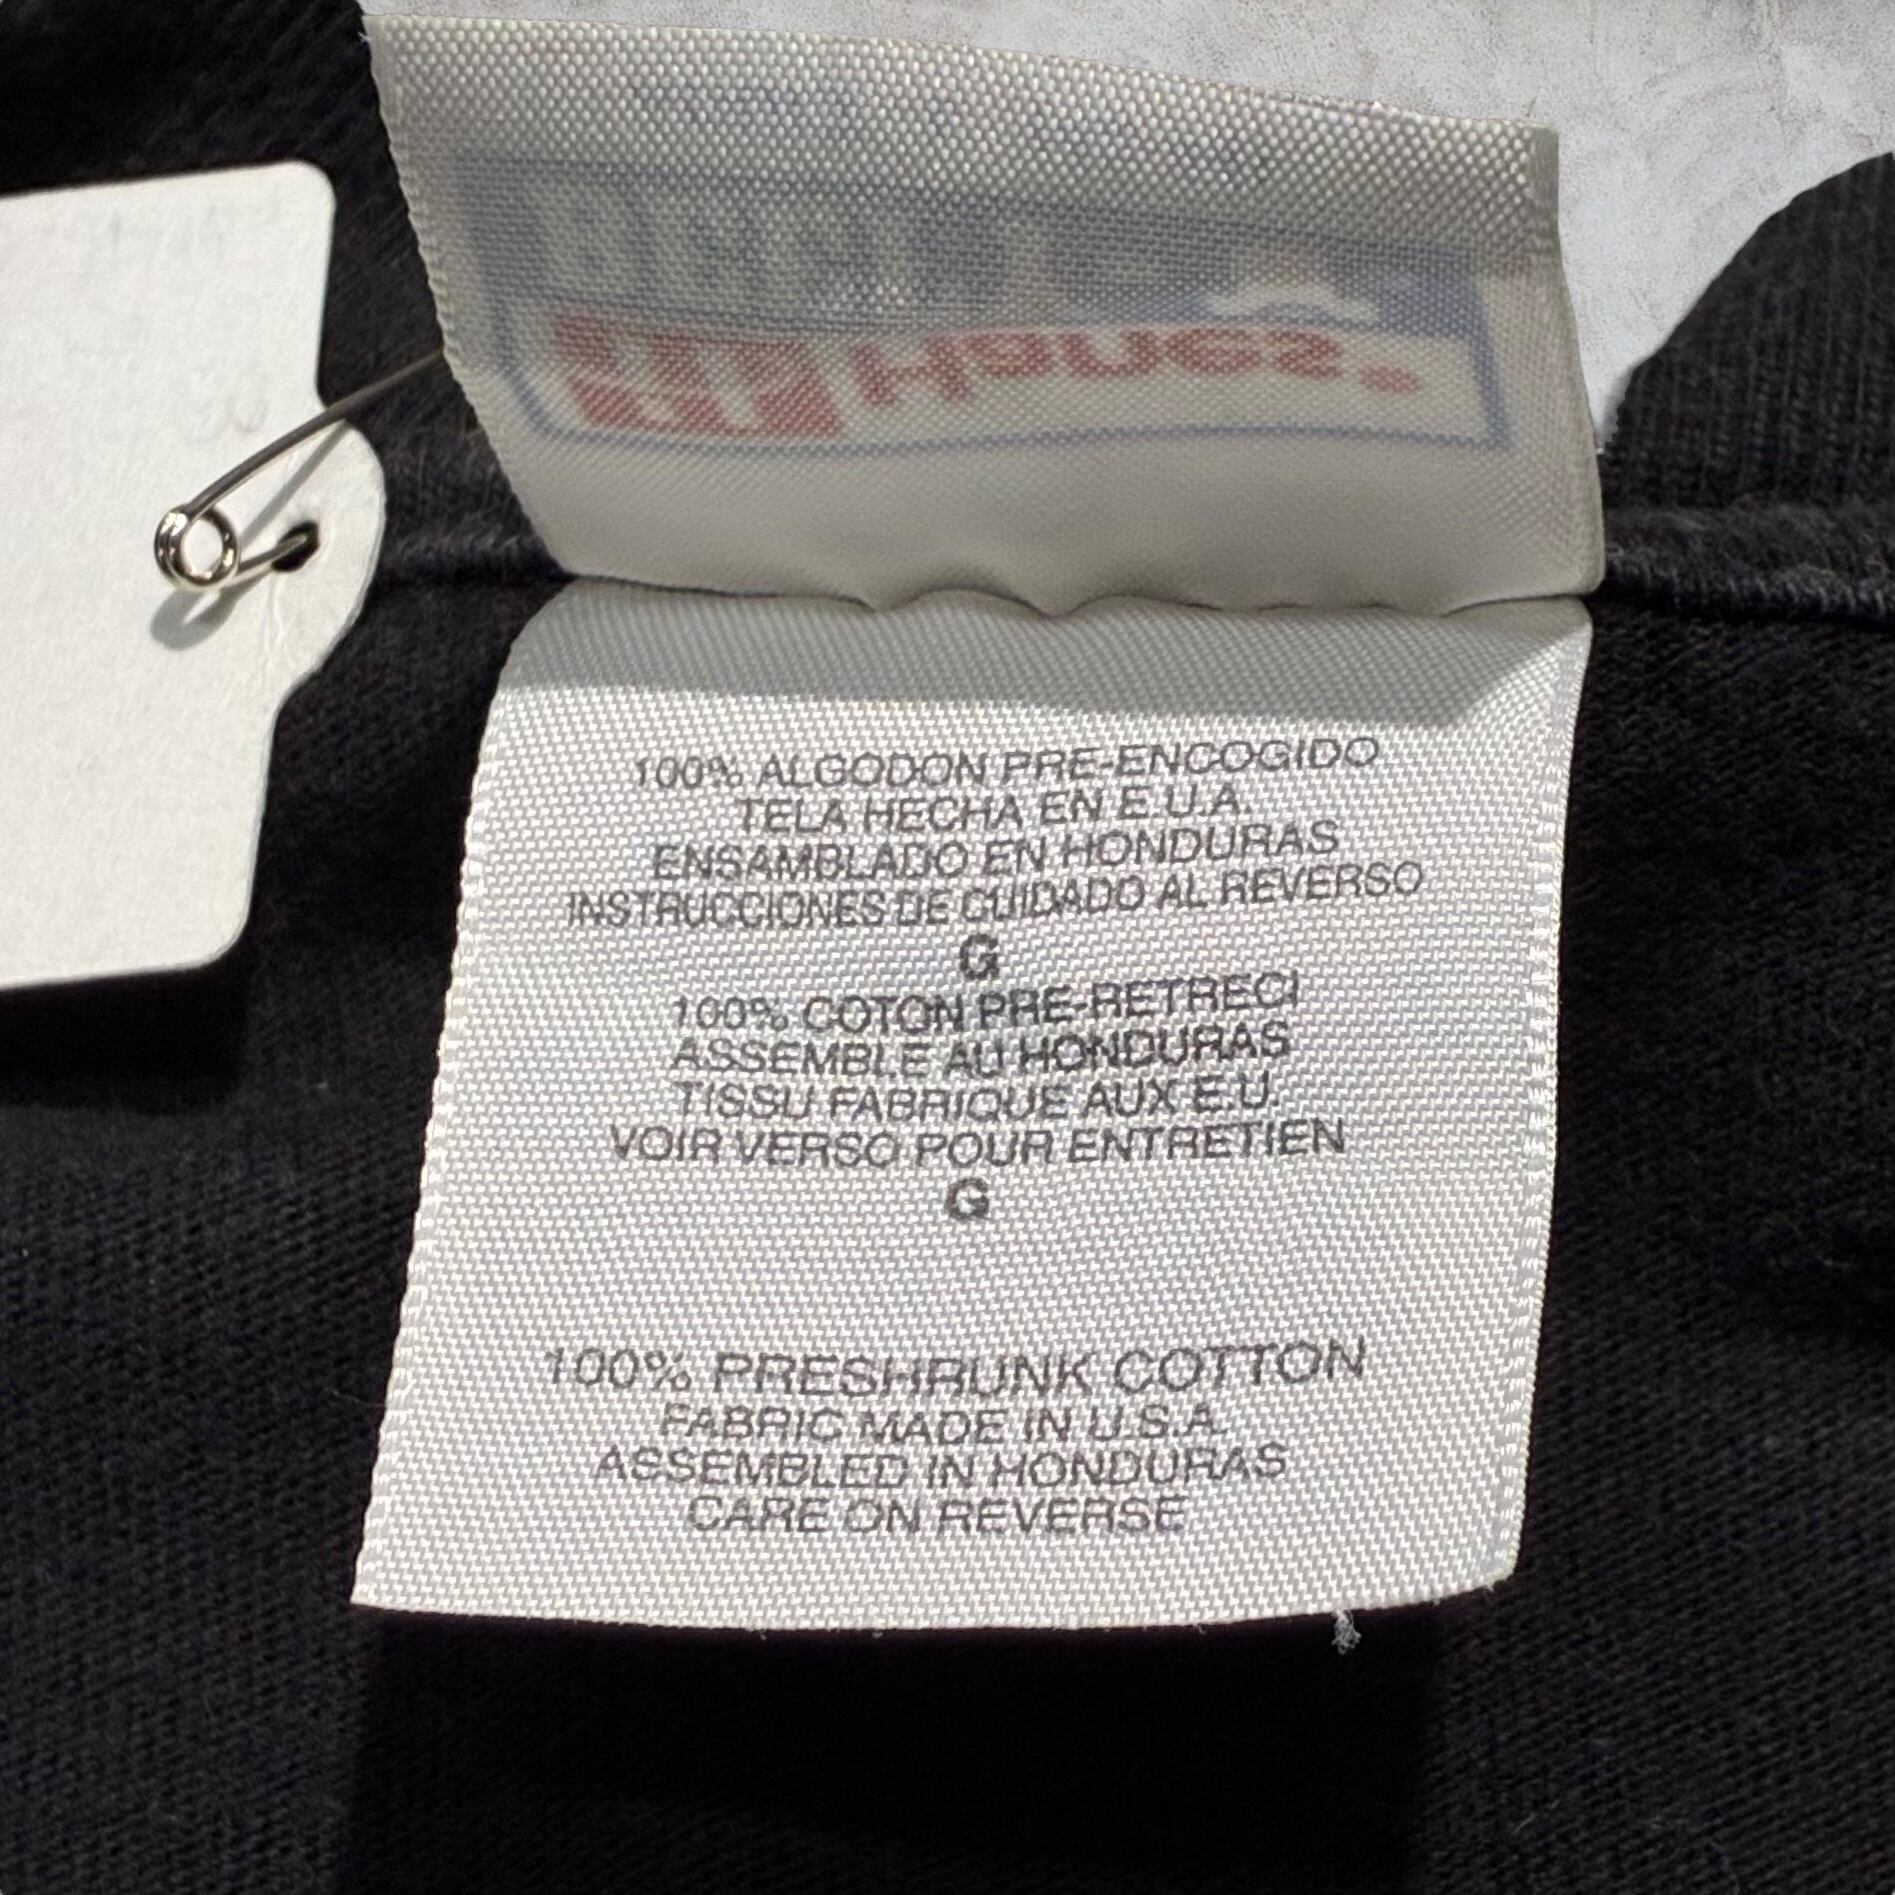 Hanes.
100% ALGODON PRE-ENCOGIDO
TELA HECHA EN E.U.A.
ENSAMBLADO EN HONDURAS
INSTRUCCIONES DE CUIDADO AL REVERSO
G
100% COTON PRE-RETRECI
ASSEMBLE AU HONDURAS
TISSU FABRIQUE AUX E.U.
VOIR VERSO POUR ENTRETIEN
G
100% PRESHRUNK COTTON
FABRIC MADE IN U.S.A.
ASSEMBLED IN HONDURAS
CARE ON REVERSE